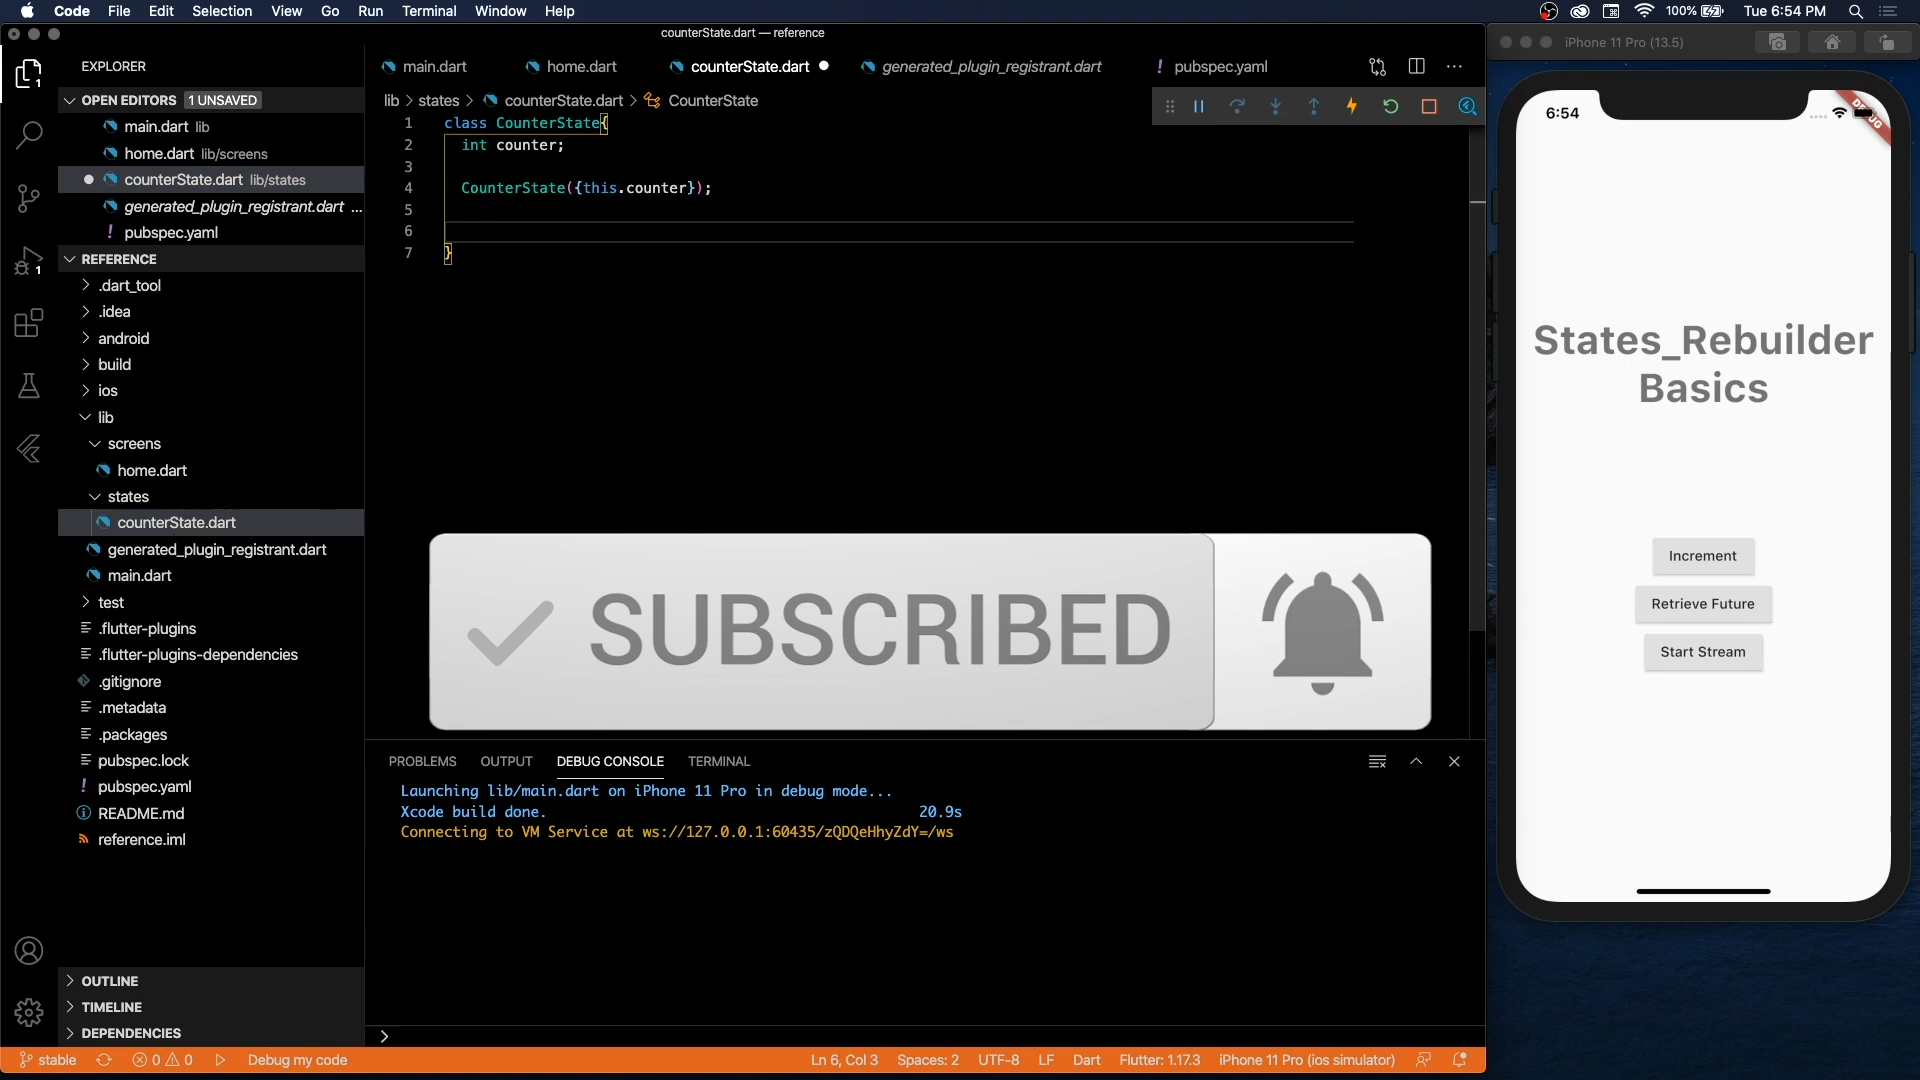 Code File Edit Selection View Go Run Terminal Window Help
100% Tue 6:54 PM
counterState.dart — reference
iPhone 11 Pro (13.5)
EXPLORER
OPEN EDITORS 1 UNSAVED
main.dart lib
home.dart lib/screens
counterState.dart lib/states
generated_plugin_registrant.dart ...
pubspec.yaml
REFERENCE
.dart_tool
.idea
android
build
ios
lib
screens
home.dart
states
counterState.dart
generated_plugin_registrant.dart
main.dart
test
.flutter-plugins
.flutter-plugins-dependencies
.gitignore
.metadata
.packages
pubspec.lock
pubspec.yaml
README.md
reference.iml
OUTLINE
TIMELINE
DEPENDENCIES
main.dart home.dart counterState.dart generated_plugin_registrant.dart pubspec.yaml
lib > states > counterState.dart > CounterState
1 class CounterState{
2 int counter;
3
4 CounterState({this.counter});
5
6
7 }
SUBSCRIBED
PROBLEMS OUTPUT DEBUG CONSOLE TERMINAL
Launching lib/main.dart on iPhone 11 Pro in debug mode...
Xcode build done. 20.9s
Connecting to VM Service at ws://127.0.0.1:60435/zQDQeHhyZdY=/ws
stable 0 0 Debug my code Ln 6, Col 3 Spaces: 2 UTF-8 LF Dart Flutter: 1.17.3 iPhone 11 Pro (ios simulator)
6:54
DEBUG
States_Rebuilder
Basics
Increment
Retrieve Future
Start Stream